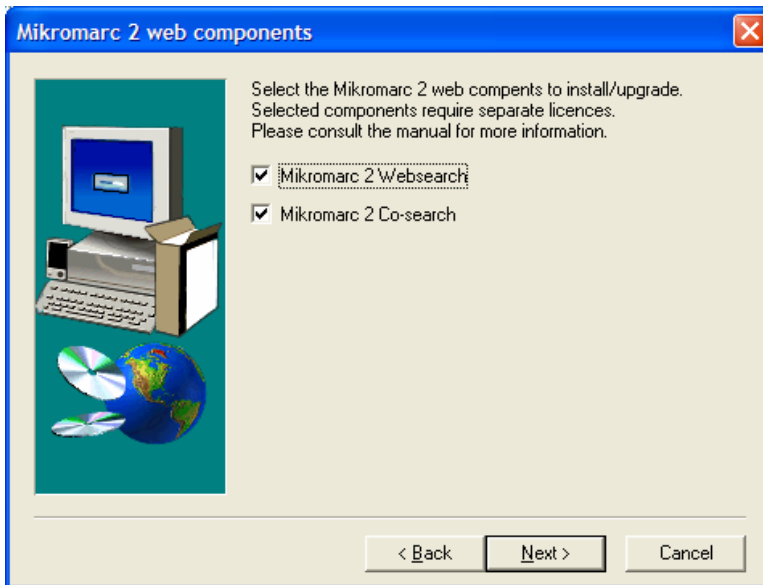 Mikromarc 2 web components
Select the Mikromarc 2 web compents to install/upgrade.
Selected components require separate licences.
Please consult the manual for more information.
Mikromarc 2 Websearch
Mikromarc 2 Co-search
< Back
Next >
Cancel